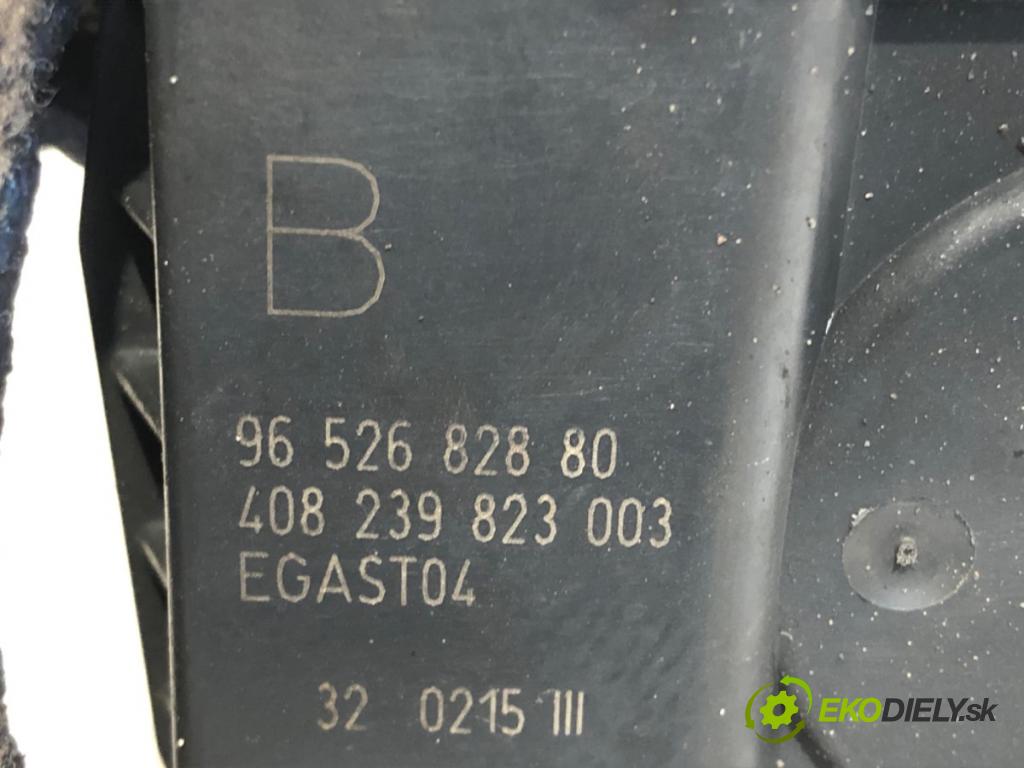 B
96 526 828 80
408 239 823 003
EGAST04
32 0215 III
EKODIELY.sk